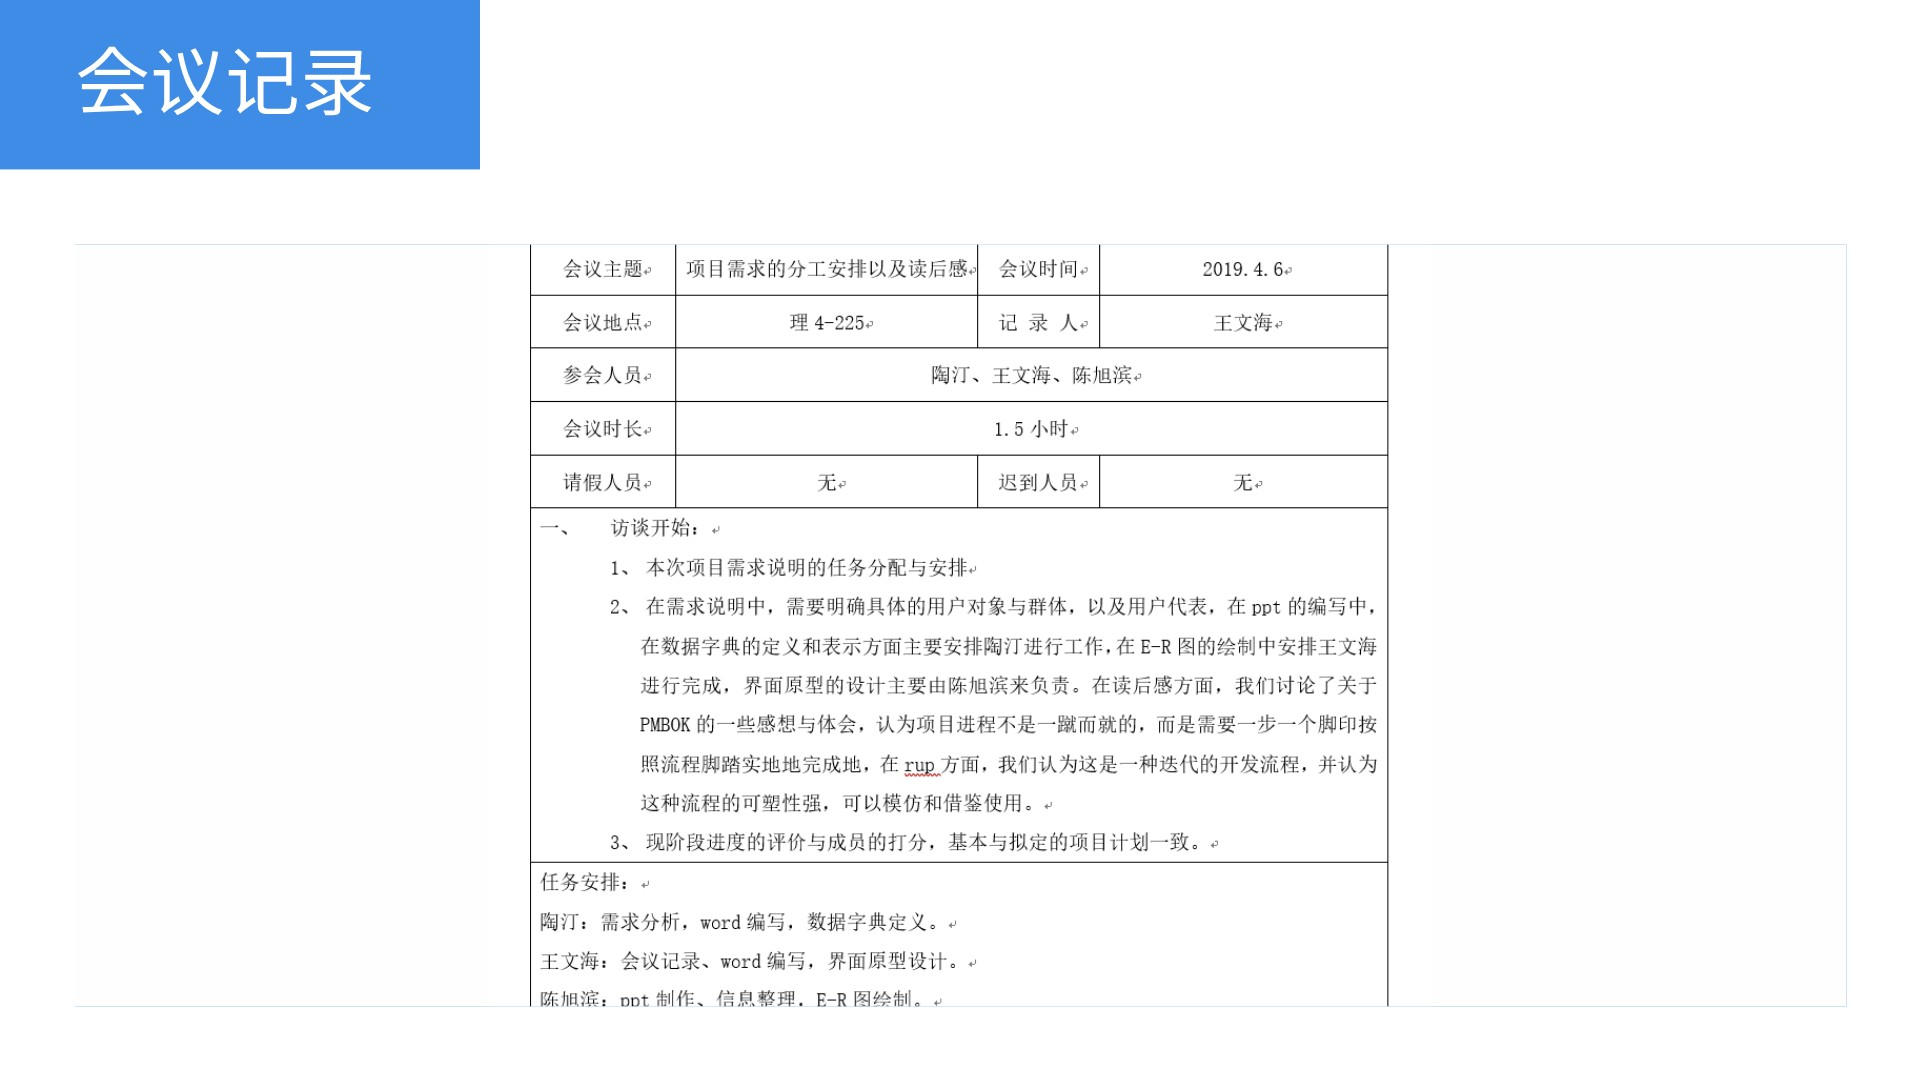 会议记录
会议主题 项目需求的分工安排以及读后感 会议时间 2019.4.6
会议地点 理 4-225 记 录 人 王文海
参会人员 陶汀、王文海、陈旭滨
会议时长 1.5 小时
请假人员 无 迟到人员 无
一、 访谈开始：
1、 本次项目需求说明的任务分配与安排
2、 在需求说明中，需要明确具体的用户对象与群体，以及用户代表，在 ppt 的编写中，
在数据字典的定义和表示方面主要安排陶汀进行工作，在 E-R 图的绘制中安排王文海
进行完成，界面原型的设计主要由陈旭滨来负责。在读后感方面，我们讨论了关于
PMBOK 的一些感想与体会，认为项目进程不是一蹴而就的，而是需要一步一个脚印按
照流程脚踏实地地完成地，在 rup 方面，我们认为这是一种迭代的开发流程，并认为
这种流程的可塑性强，可以模仿和借鉴使用。
3、 现阶段进度的评价与成员的打分，基本与拟定的项目计划一致。
任务安排：
陶汀：需求分析，word 编写，数据字典定义。
王文海：会议记录、word 编写，界面原型设计。
陈旭滨：ppt 制作、信息整理，E-R 图绘制。